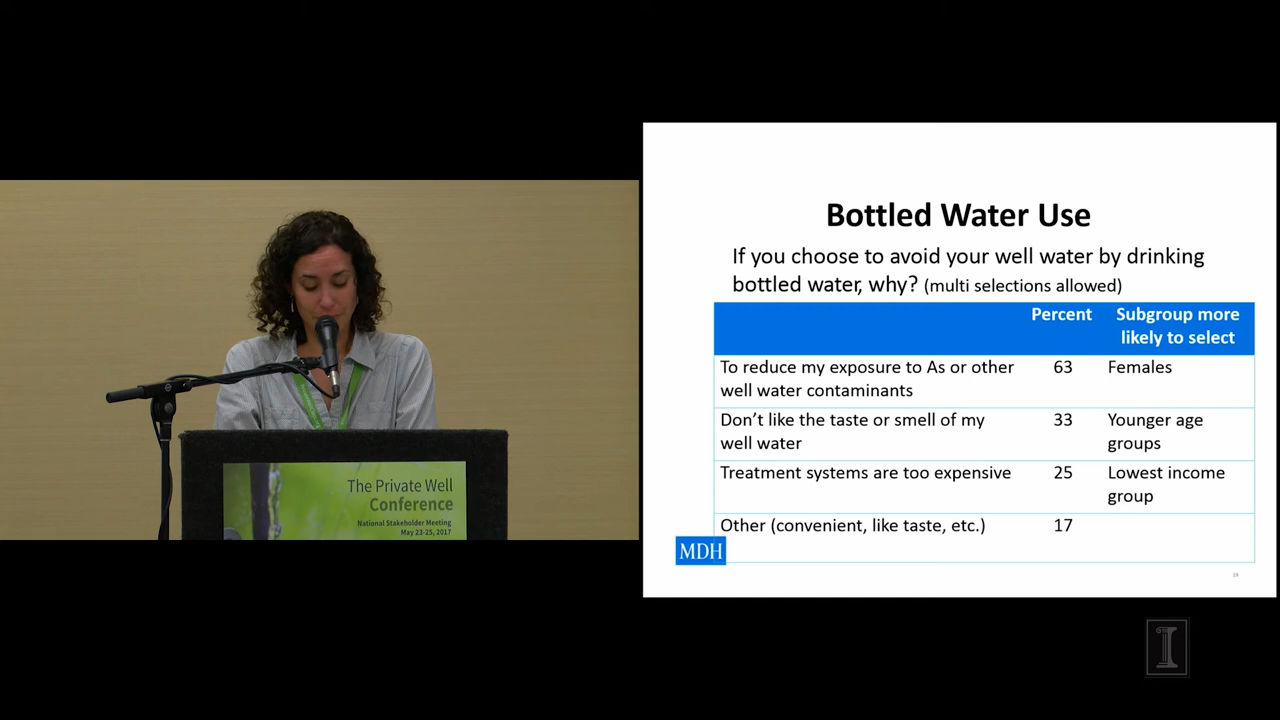 The Private Well
Conference
National Stakeholder Meeting
May 23-25, 2017
Bottled Water Use
If you choose to avoid your well water by drinking
bottled water, why? (multi selections allowed)
Percent
Subgroup more
likely to select
To reduce my exposure to As or other
well water contaminants
63
Females
Don’t like the taste or smell of my
well water
33
Younger age
groups
Treatment systems are too expensive
25
Lowest income
group
Other (convenient, like taste, etc.)
17
MDH
19
I